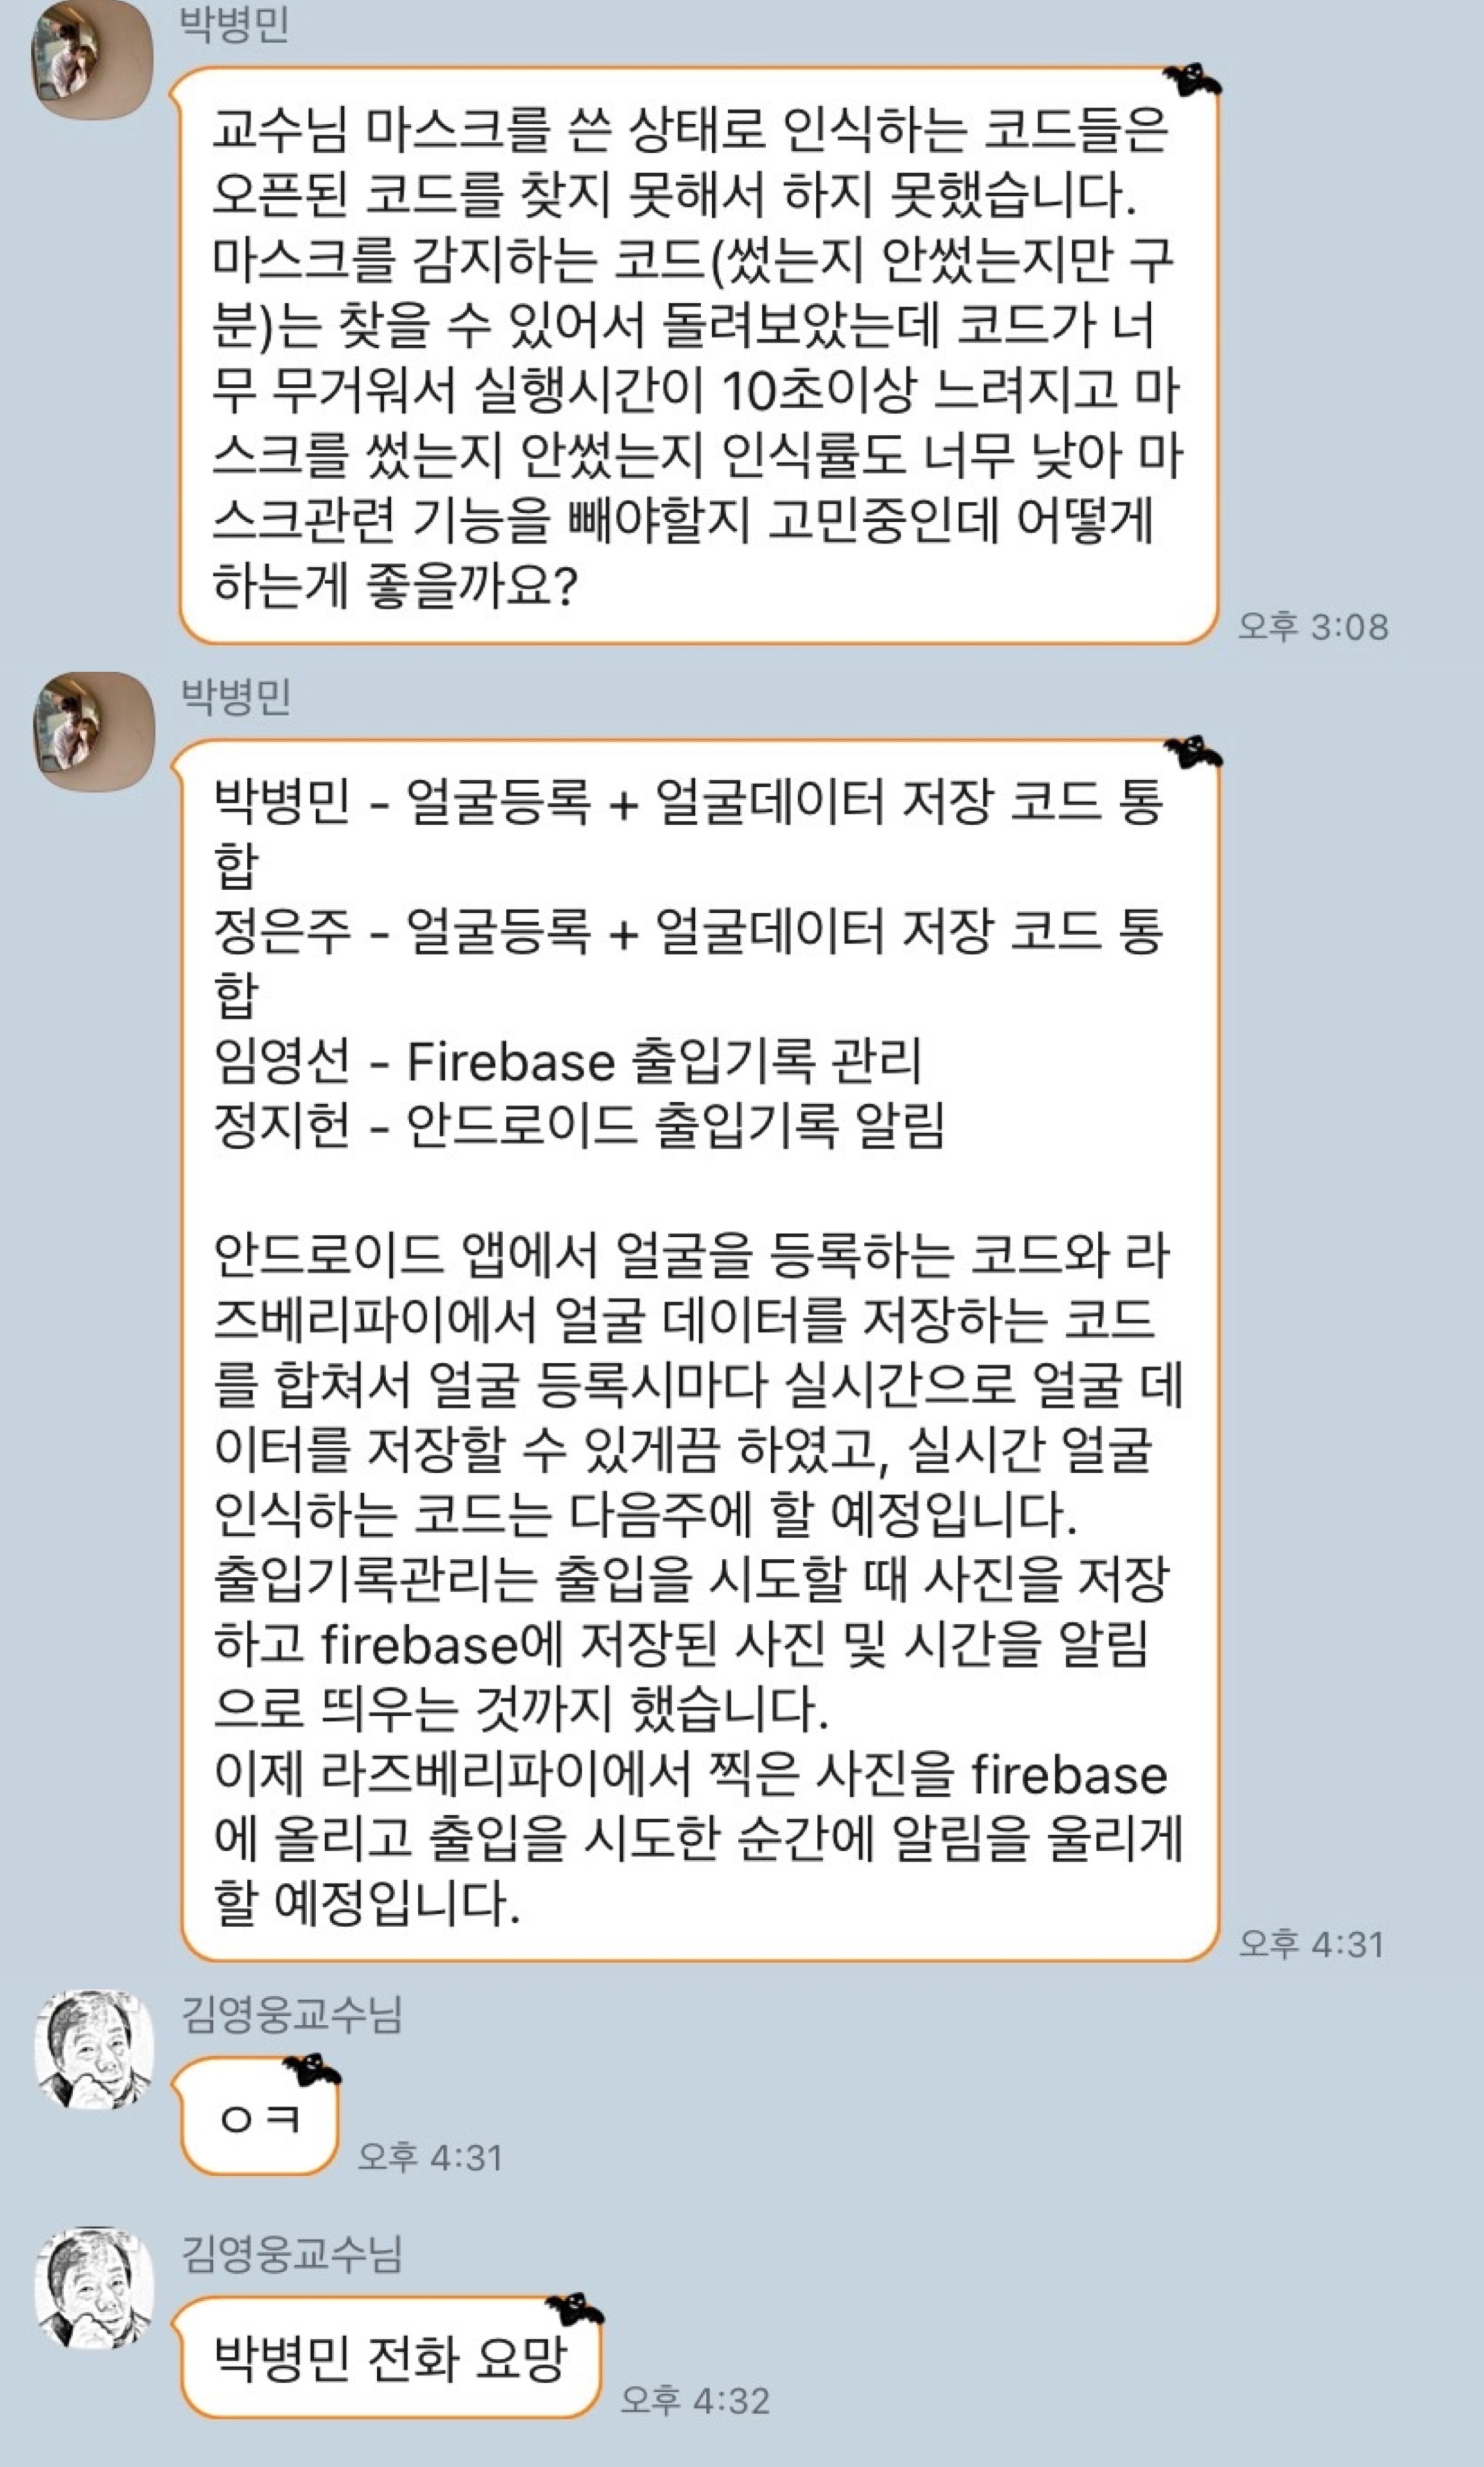 박병민
교수님 마스크를 쓴 상태로 인식하는 코드들은
오픈된 코드를 찾지 못해서 하지 못했습니다.
마스크를 감지하는 코드(썼는지 안썼는지만 구
분)는 찾을 수 있어서 돌려보았는데 코드가 너
무 무거워서 실행시간이 10초이상 느려지고 마
스크를 썼는지 안썼는지 인식률도 너무 낮아 마
스크관련 기능을 빼야할지 고민중인데 어떻게
하는게 좋을까요?
오후 3:08
박병민
박병민 - 얼굴등록 + 얼굴데이터 저장 코드 통
합
정은주 - 얼굴등록 + 얼굴데이터 저장 코드 통
합
임영선 - Firebase 출입기록 관리
정지헌 - 안드로이드 출입기록 알림
안드로이드 앱에서 얼굴을 등록하는 코드와 라
즈베리파이에서 얼굴 데이터를 저장하는 코드
를 합쳐서 얼굴 등록시마다 실시간으로 얼굴 데
이터를 저장할 수 있게끔 하였고, 실시간 얼굴
인식하는 코드는 다음주에 할 예정입니다.
출입기록관리는 출입을 시도할 때 사진을 저장
하고 firebase에 저장된 사진 및 시간을 알림
으로 띄우는 것까지 했습니다.
이제 라즈베리파이에서 찍은 사진을 firebase
에 올리고 출입을 시도한 순간에 알림을 울리게
할 예정입니다.
오후 4:31
김영웅교수님
ㅇㅋ
오후 4:31
김영웅교수님
박병민 전화 요망
오후 4:32